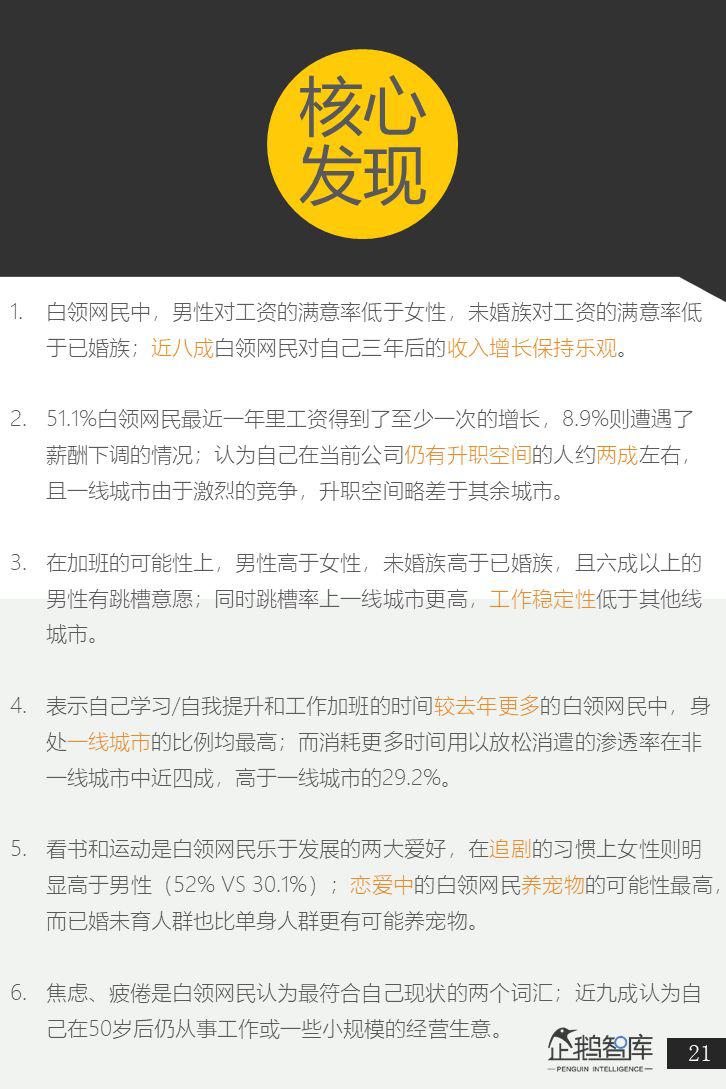 核心
发现
1. 白领网民中，男性对工资的满意率低于女性，未婚族对工资的满意率低
于已婚族；近八成白领网民对自己三年后的收入增长保持乐观。
2. 51.1%白领网民最近一年里工资得到了至少一次的增长，8.9%则遭遇了
薪酬下调的情况；认为自己在当前公司仍有升职空间的人约两成左右，
且一线城市由于激烈的竞争，升职空间略差于其余城市。
3. 在加班的可能性上，男性高于女性，未婚族高于已婚族，且六成以上的
男性有跳槽意愿；同时跳槽率上一线城市更高，工作稳定性低于其他线
城市。
4. 表示自己学习/自我提升和工作加班的时间较去年更多的白领网民中，身
处一线城市的比例均最高；而消耗更多时间用以放松消遣的渗透率在非
一线城市中近四成，高于一线城市的29.2%。
5. 看书和运动是白领网民乐于发展的两大爱好，在追剧的习惯上女性则明
显高于男性（52% VS 30.1%）；恋爱中的白领网民养宠物的可能性最高，
而已婚未育人群也比单身人群更有可能养宠物。
6. 焦虑、疲倦是白领网民认为最符合自己现状的两个词汇；近九成认为自
己在50岁后仍从事工作或一些小规模的经营生意。
企鹅智库
PENGUIN INTELLIGENCE
21